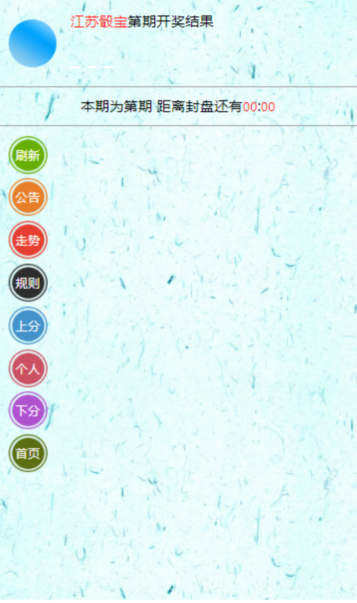 江苏骰宝第期开奖结果
本期为第期 距离封盘还有00:00
刷新
公告
走势
规则
上分
个人
下分
首页